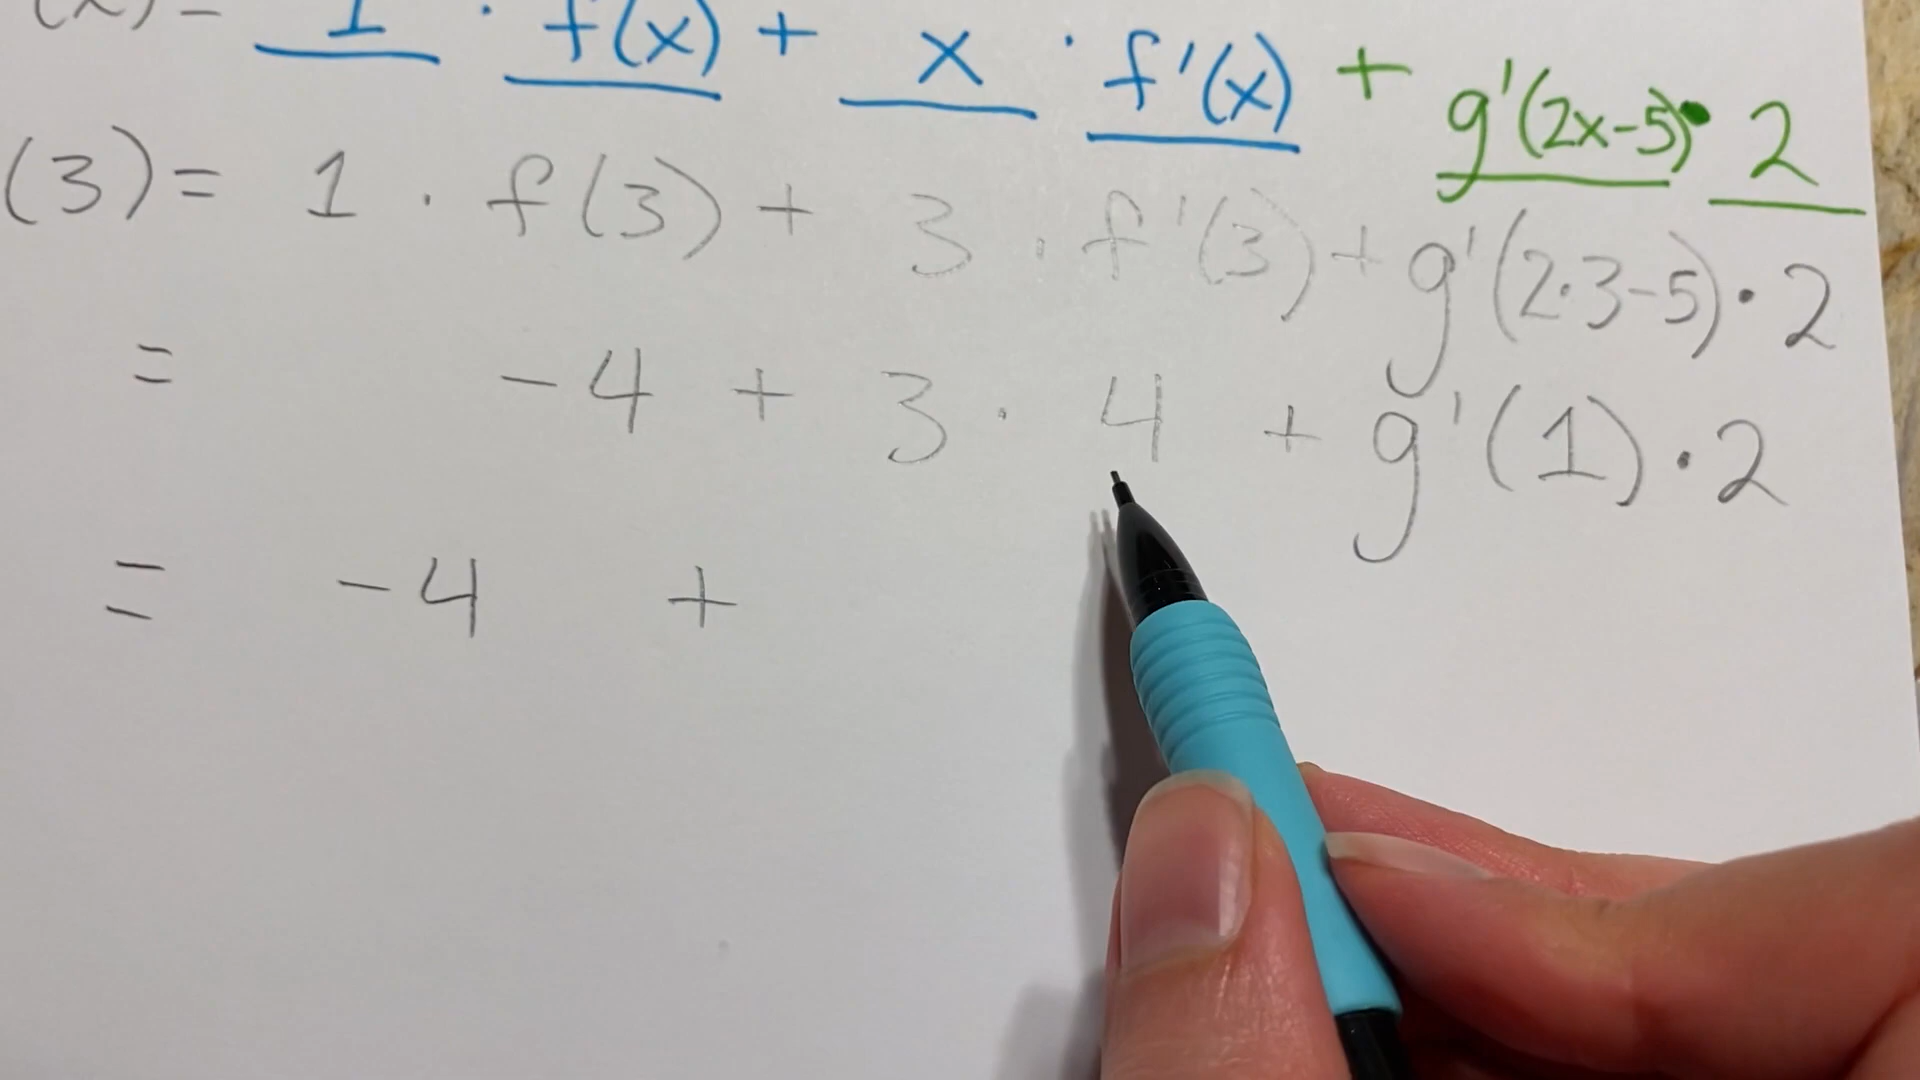 (x) = 1 · f(x) + x · f'(x) + g'(2x-5) · 2
(3) = 1 · f(3) + 3 · f'(3) + g'(2·3-5) · 2
= -4 + 3 · 4 + g'(1) · 2
= -4 +